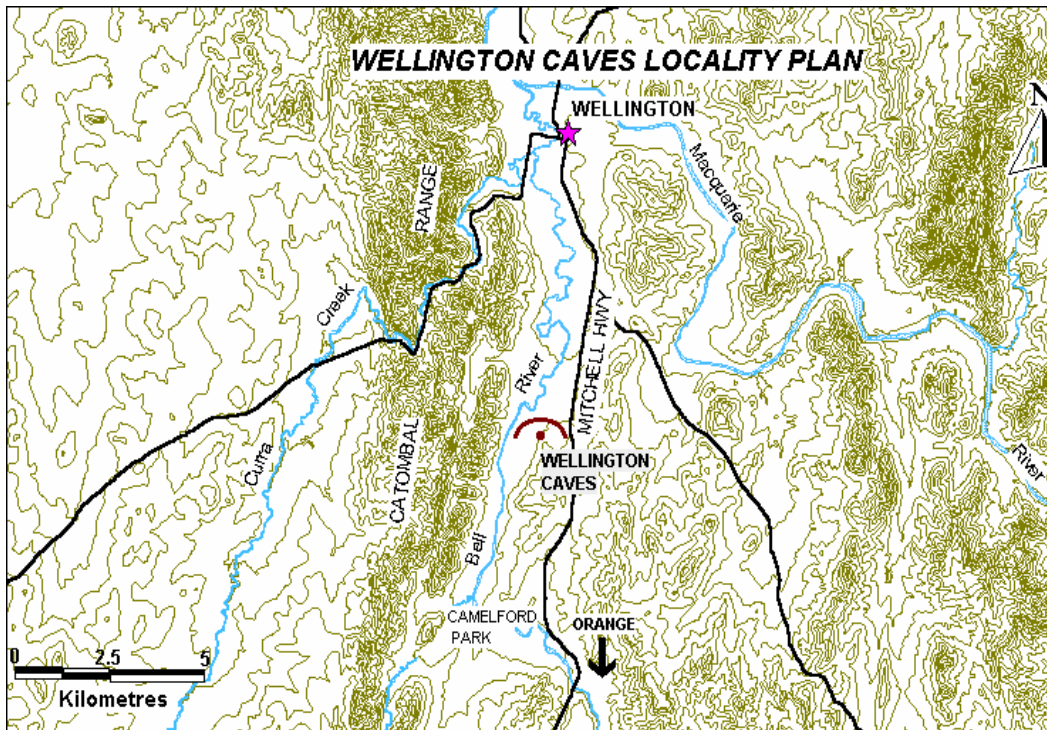 WELLINGTON CAVES LOCALITY PLAN
N
WELLINGTON
Macquarie
RANGE
Creek
MITCHELL HWY
River
CATOMBAL
Curra
WELLINGTON
CAVES
River
Bell
CAMELFORD
PARK
ORANGE
0 2.5 5
Kilometres